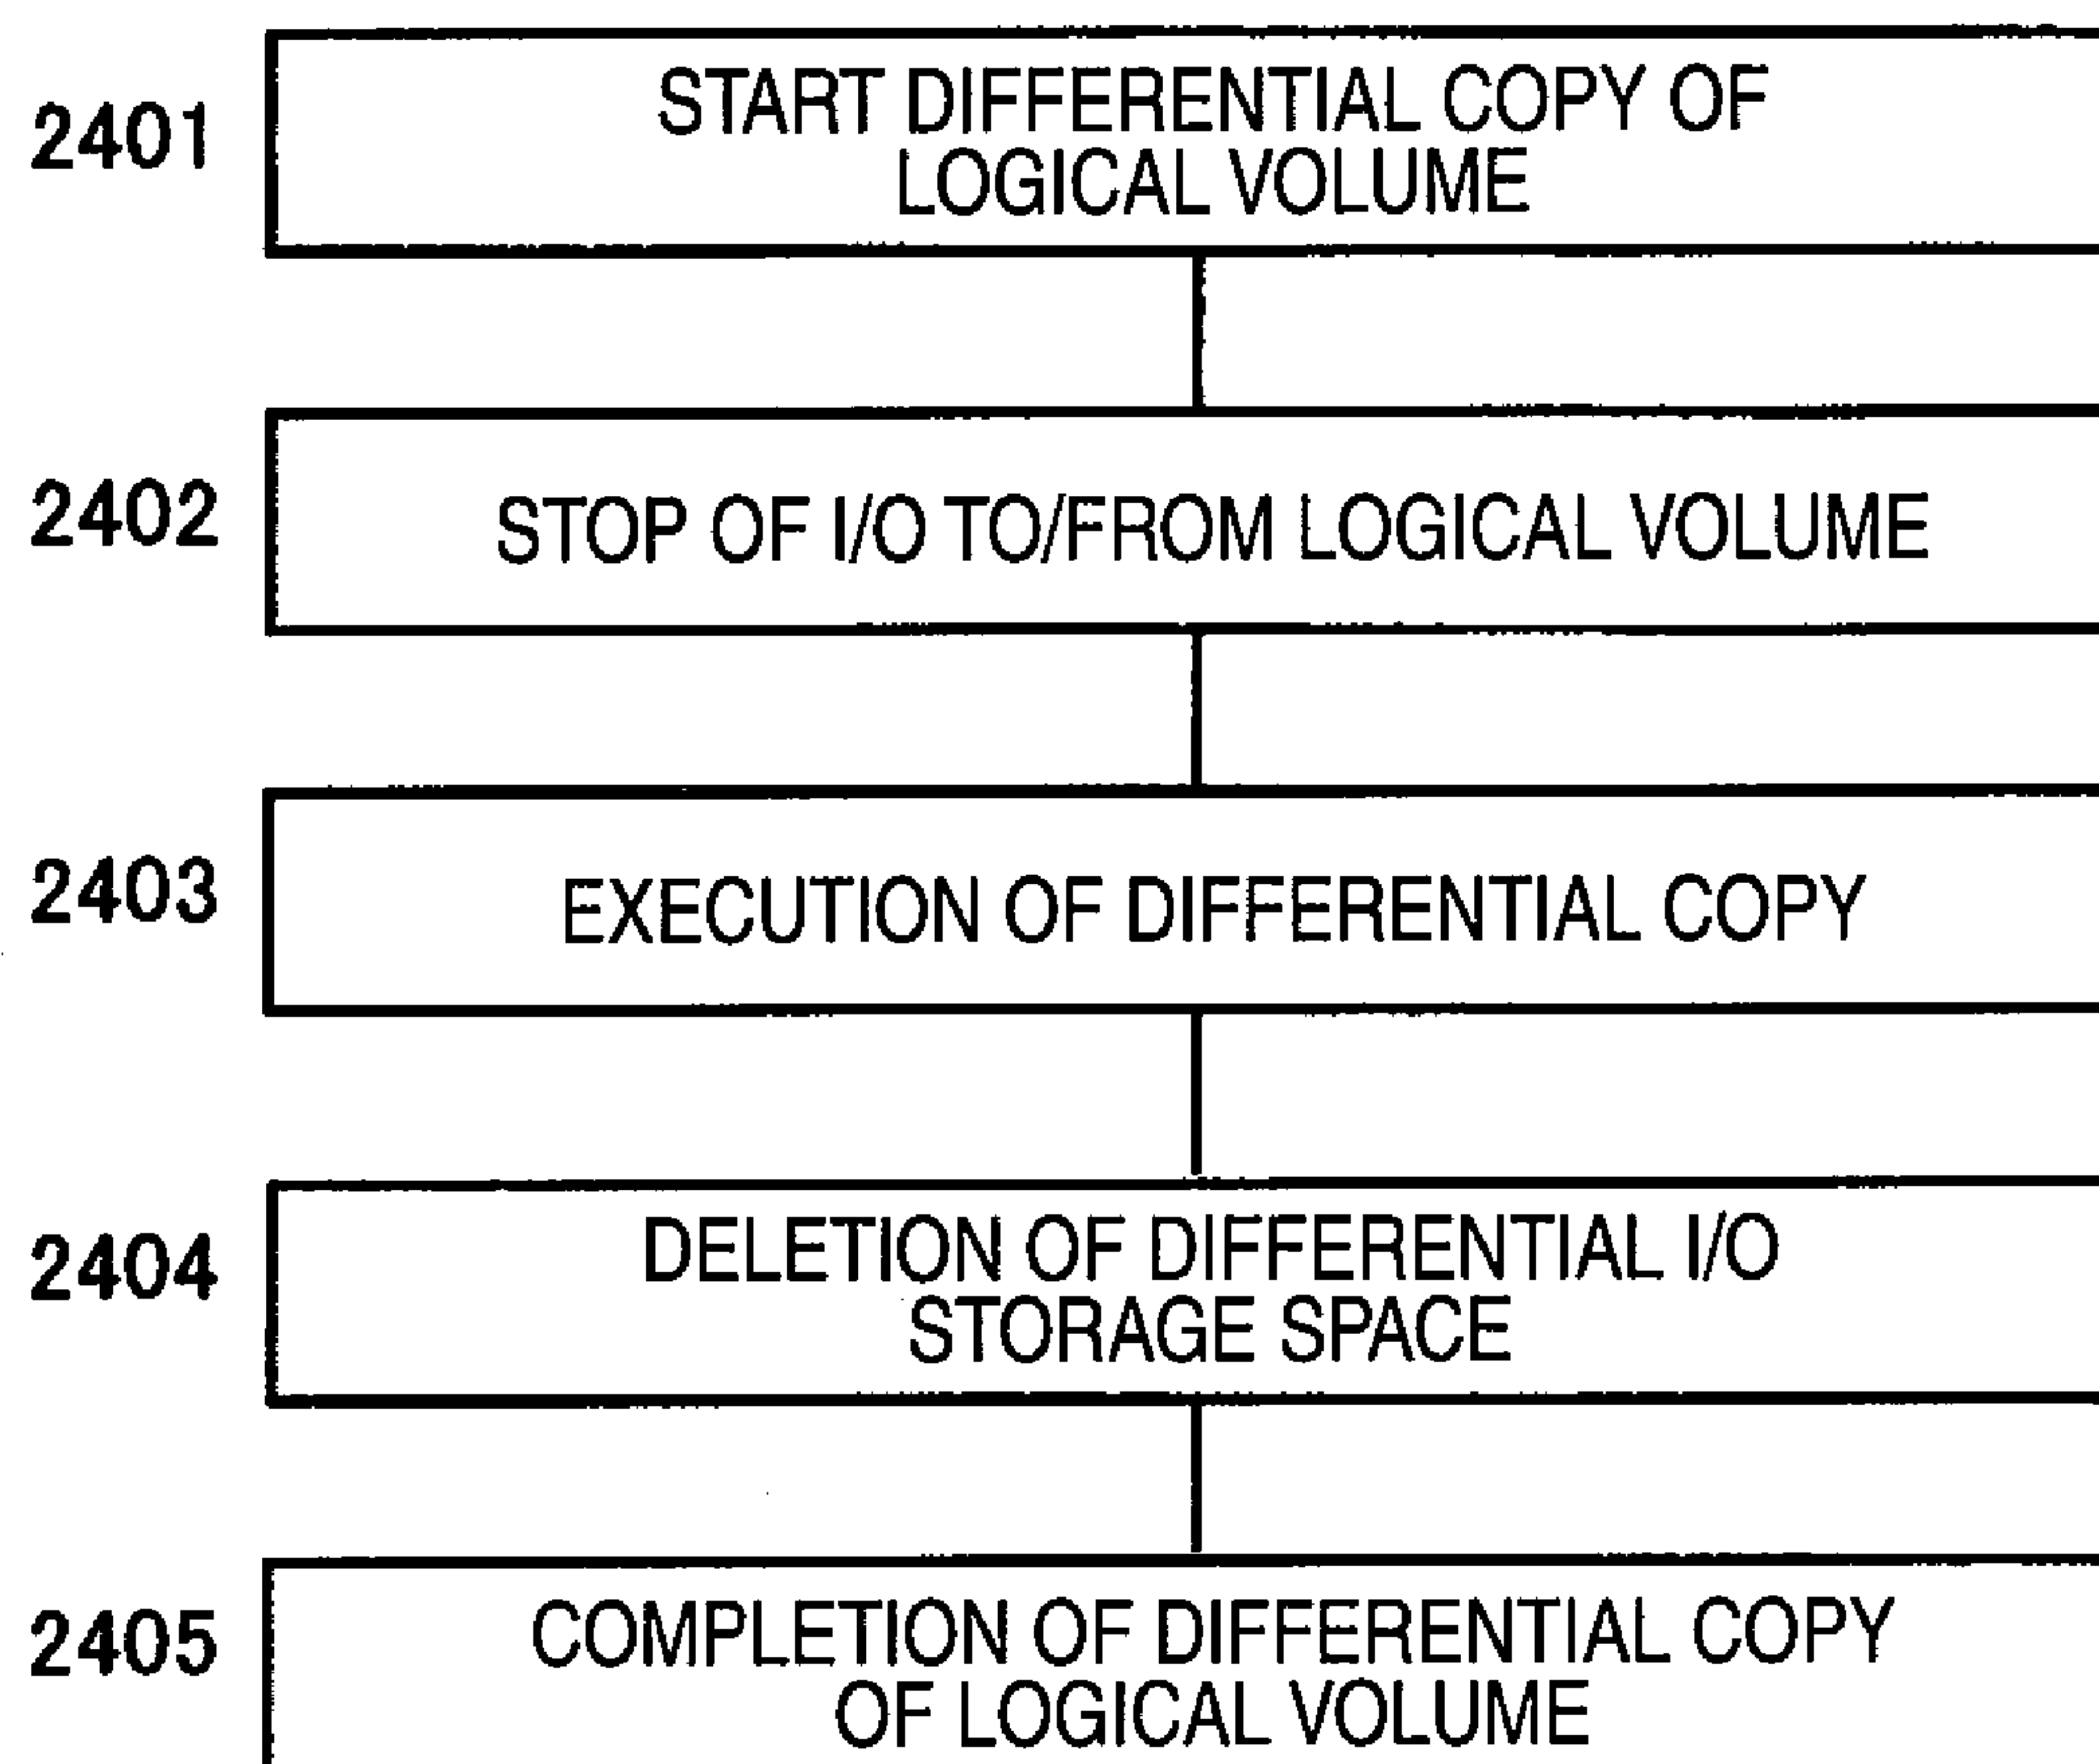 2401
START DIFFERENTIAL COPY OF
LOGICAL VOLUME
2402
STOP OF I/O TO/FROM LOGICAL VOLUME
2403
EXECUTION OF DIFFERENTIAL COPY
2404
DELETION OF DIFFERENTIAL I/O
STORAGE SPACE
2405
COMPLETION OF DIFFERENTIAL COPY
OF LOGICAL VOLUME